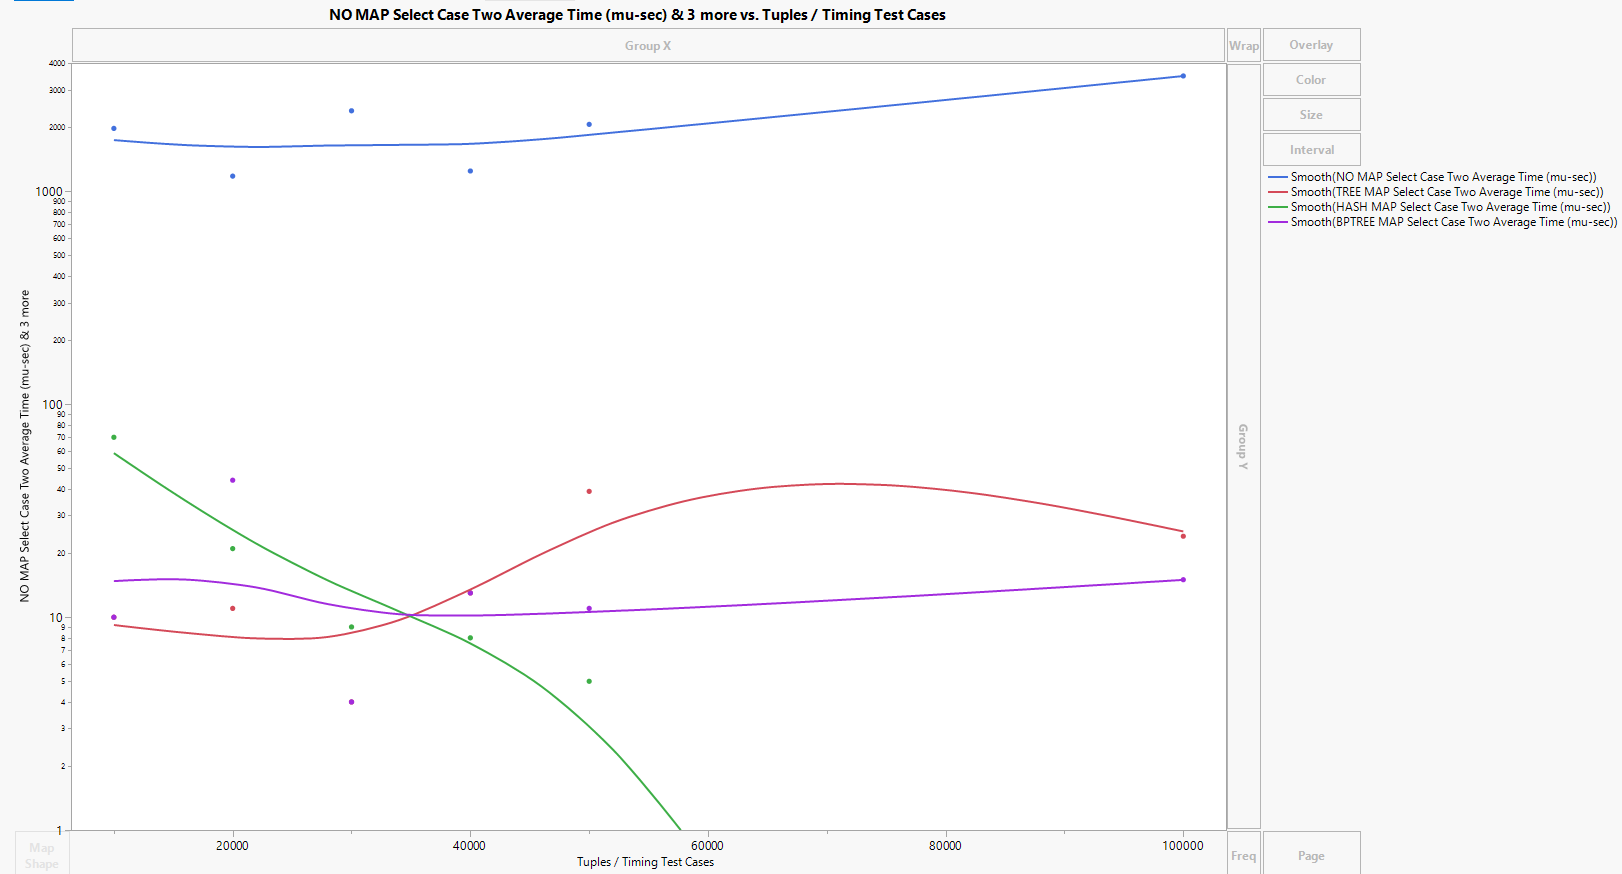 NO MAP Select Case Two Average Time (mu-sec) & 3 more vs. Tuples / Timing Test Cases
Group X
Wrap
Overlay
Color
Size
Interval
Smooth(NO MAP Select Case Two Average Time (mu-sec))
Smooth(TREE MAP Select Case Two Average Time (mu-sec))
Smooth(HASH MAP Select Case Two Average Time (mu-sec))
Smooth(BPTREE MAP Select Case Two Average Time (mu-sec))
NO MAP Select Case Two Average Time (mu-sec) & 3 more
4000
3000
2000
1000
900
800
700
600
500
400
300
200
100
90
80
70
60
50
40
30
20
10
9
8
7
6
5
4
3
2
1
Group Y
20000
40000
60000
80000
100000
Tuples / Timing Test Cases
Map
Shape
Freq
Page